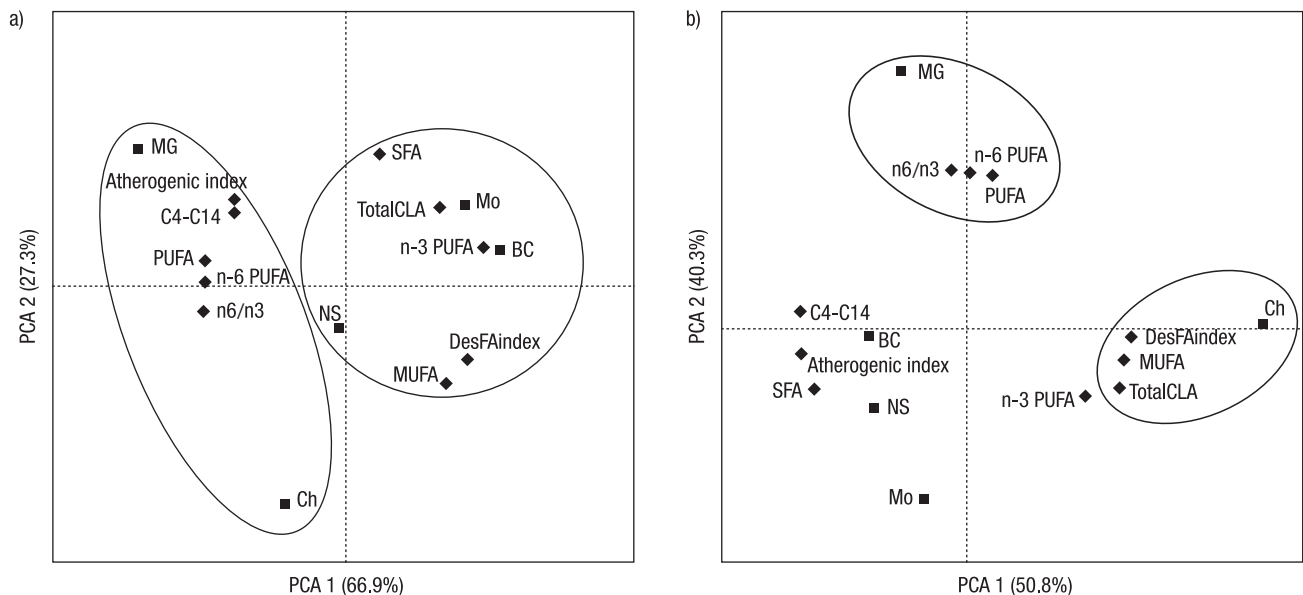 a)
MG
Atherogenic index
C4-C14
PUFA
n-6 PUFA
n6/n3
SFA
TotalCLA
Mo
n-3 PUFA
BC
NS
DesFAindex
MUFA
Ch
PCA 2 (27.3%)
PCA 1 (66.9%)
b)
MG
n6/n3
n-6 PUFA
PUFA
C4-C14
BC
Atherogenic index
SFA
NS
Mo
Ch
DesFAindex
MUFA
TotalCLA
n-3 PUFA
PCA 2 (40.3%)
PCA 1 (50.8%)